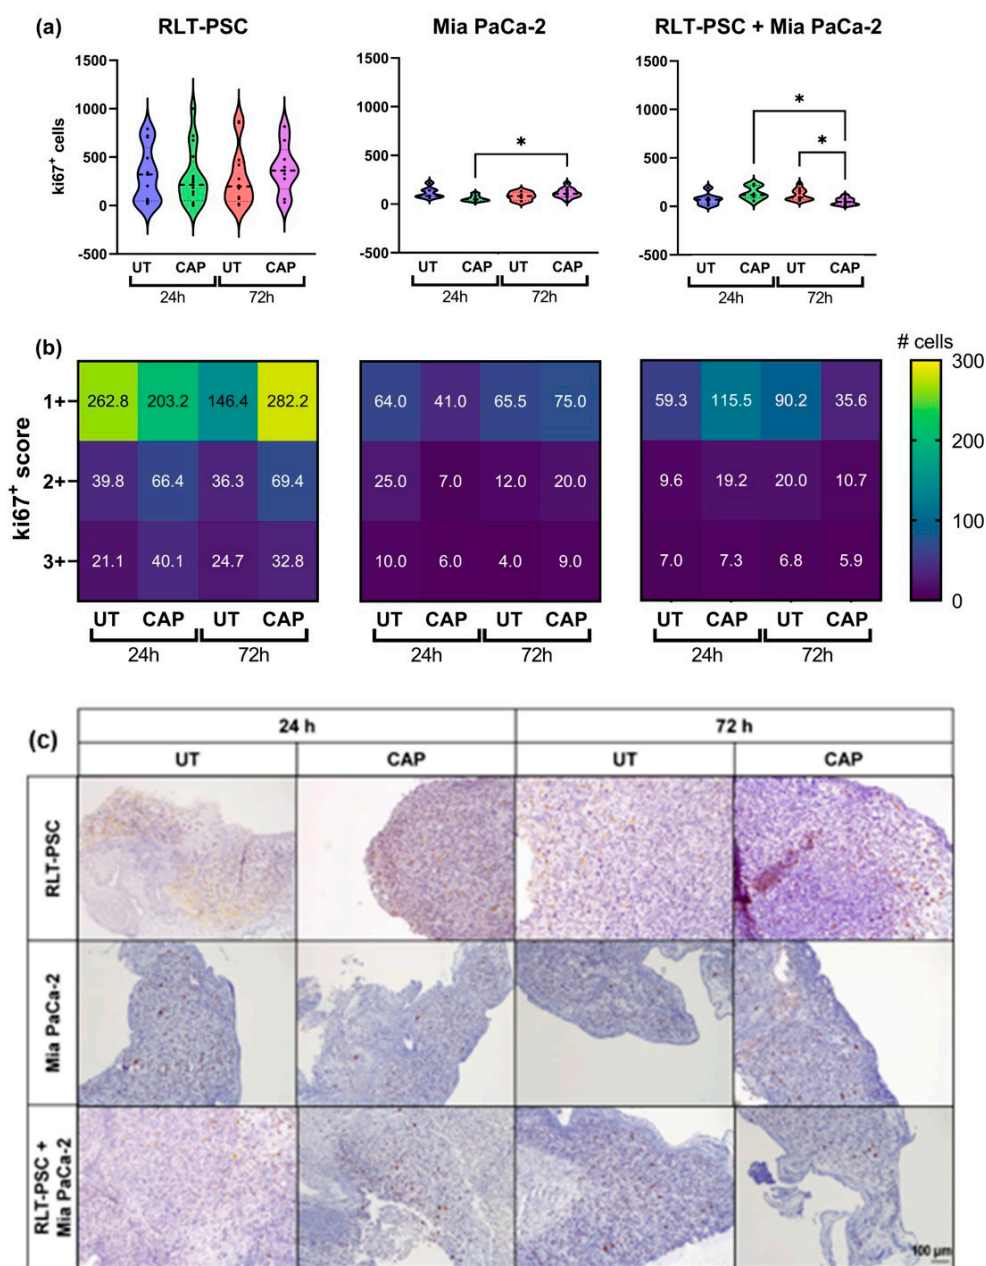 (a)
RLT-PSC
Mia PaCa-2
RLT-PSC + Mia PaCa-2
ki67+ cells
1500
1000
500
0
-500
UT CAP UT CAP
24h 72h
1500
1000
500
0
-500
*
UT CAP UT CAP
24h 72h
1500
1000
500
0
-500
*
*
UT CAP UT CAP
24h 72h
(b)
# cells
ki67+ score
1+ 262.8 203.2 146.4 282.2
2+ 39.8 66.4 36.3 69.4
3+ 21.1 40.1 24.7 32.8
UT CAP UT CAP
24h 72h
64.0 41.0 65.5 75.0
25.0 7.0 12.0 20.0
10.0 6.0 4.0 9.0
UT CAP UT CAP
24h 72h
59.3 115.5 90.2 35.6
9.6 19.2 20.0 10.7
7.0 7.3 6.8 5.9
UT CAP UT CAP
24h 72h
300
200
100
0
(c)
24 h 72 h
UT CAP UT CAP
RLT-PSC
Mia PaCa-2
RLT-PSC +
Mia PaCa-2
100 µm